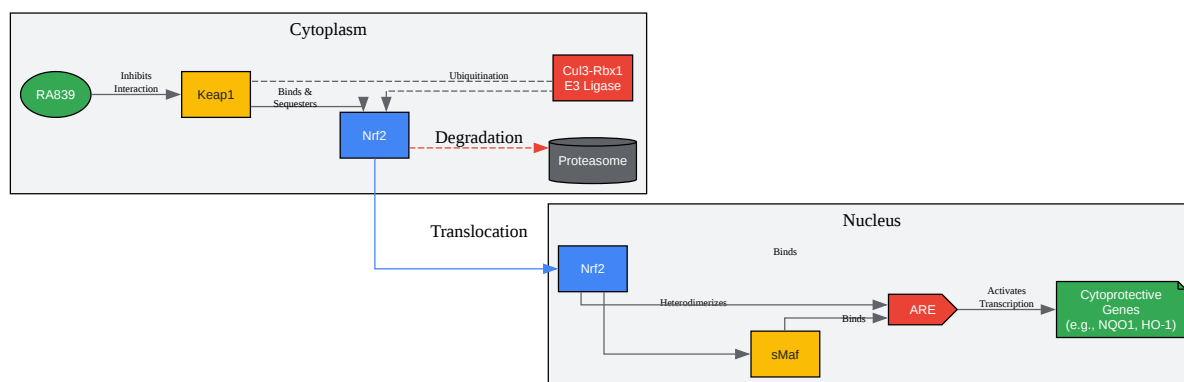 Cytoplasm
RA839
Inhibits
Interaction
Keap1
Ubiquitination
Binds &
Sequesters
Cul3-Rbx1
E3 Ligase
Nrf2
Degradation
Proteasome
Translocation
Nucleus
Nrf2
Binds
Heterodimerizes
sMaf
Binds
ARE
Activates
Transcription
Cytoprotective
Genes
(e.g., NQO1, HO-1)